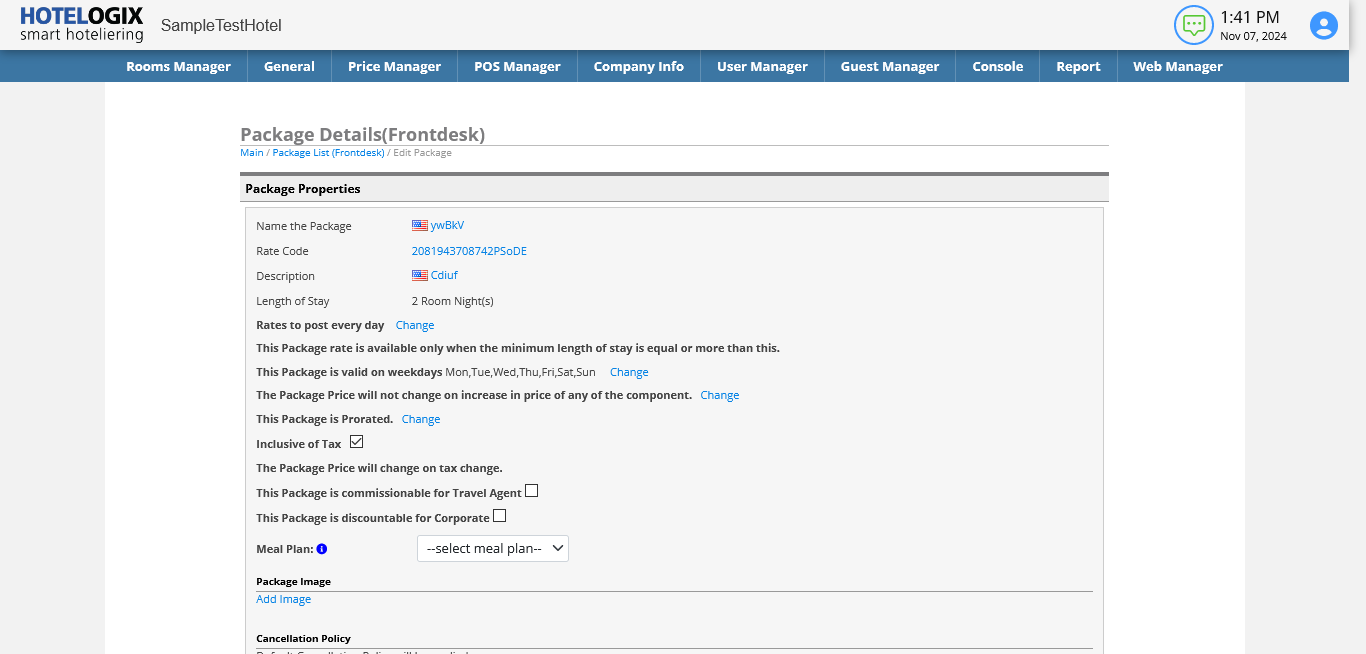 HOTELOGIX
smart hoteliering
SampleTestHotel
1:41 PM
Nov 07, 2024
Rooms Manager General Price Manager POS Manager Company Info User Manager Guest Manager Console Report Web Manager
Package Details(Frontdesk)
Main / Package List (Frontdesk) / Edit Package
Package Properties
Name the Package ywBkV
Rate Code 2081943708742PSoDE
Description Cdiuf
Length of Stay 2 Room Night(s)
Rates to post every day Change
This Package rate is available only when the minimum length of stay is equal or more than this.
This Package is valid on weekdays Mon,Tue,Wed,Thu,Fri,Sat,Sun Change
The Package Price will not change on increase in price of any of the component. Change
This Package is Prorated. Change
Inclusive of Tax
The Package Price will change on tax change.
This Package is commissionable for Travel Agent
This Package is discountable for Corporate
Meal Plan: --select meal plan--
Package Image
Add Image
Cancellation Policy